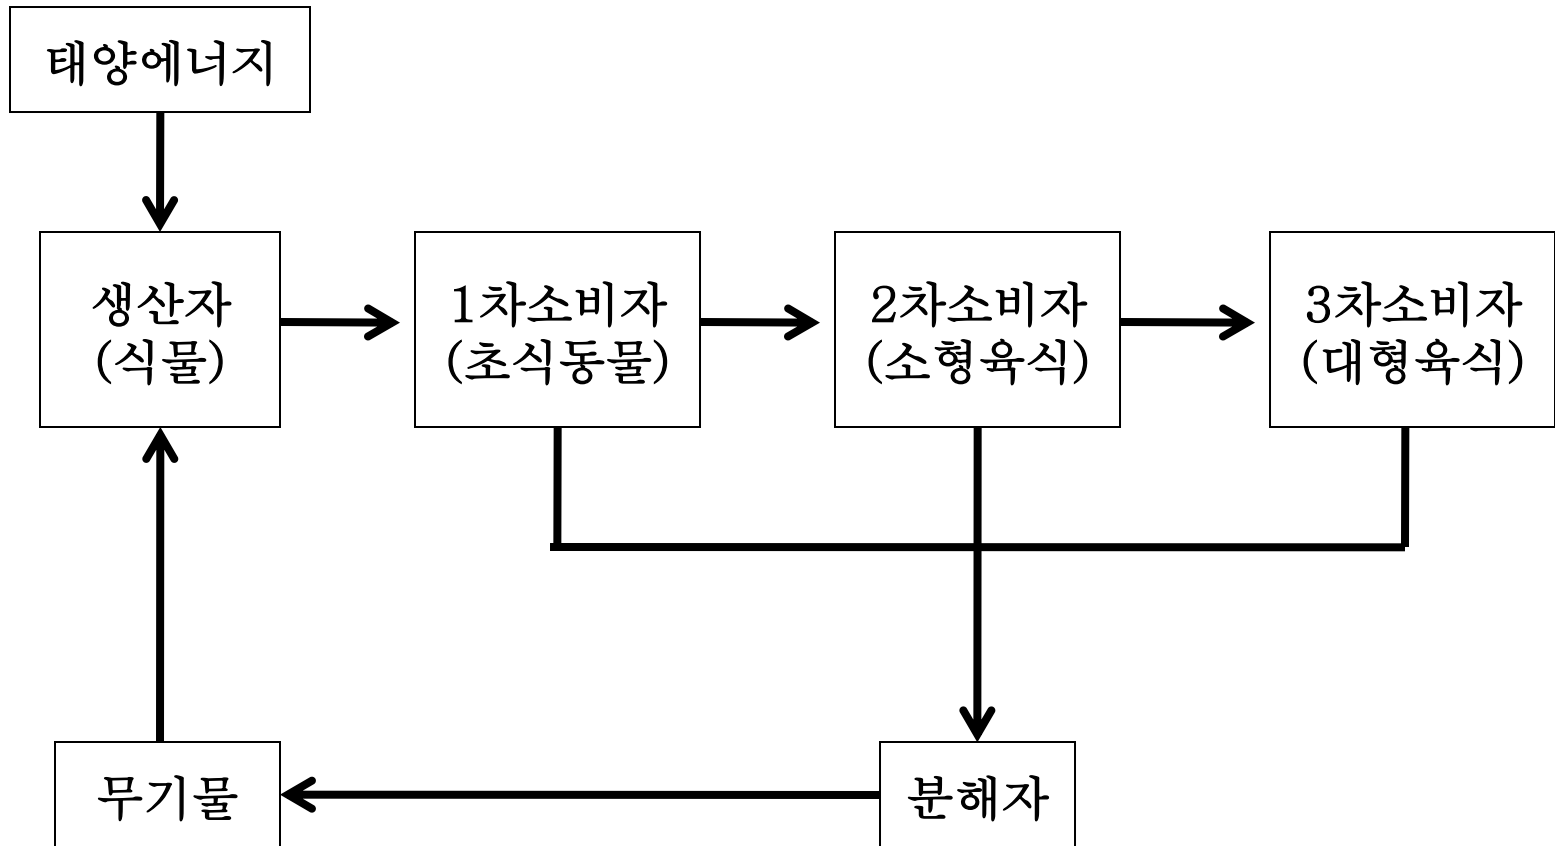 태양에너지
생산자
(식물)
1차소비자
(초식동물)
2차소비자
(소형육식)
3차소비자
(대형육식)
무기물
분해자